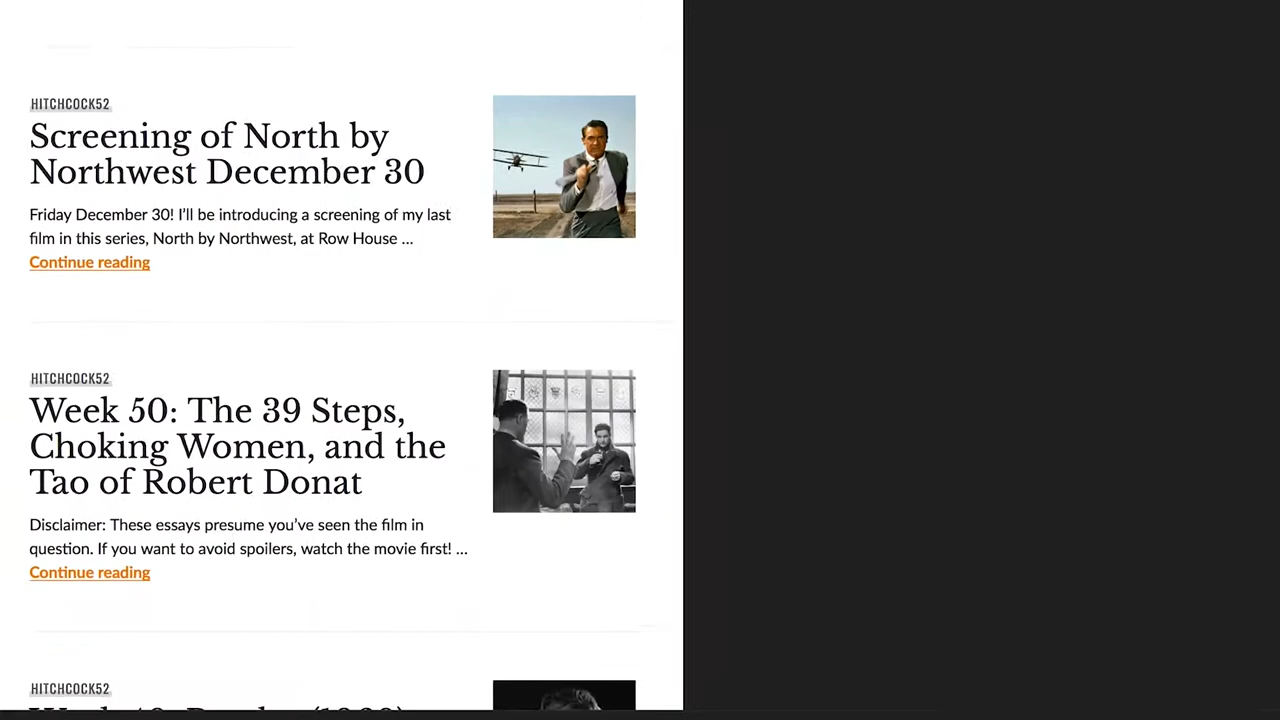 HITCHCOCK52
Screening of North by
Northwest December 30
Friday December 30! I’ll be introducing a screening of my last
film in this series, North by Northwest, at Row House ...
Continue reading
HITCHCOCK52
Week 50: The 39 Steps,
Choking Women, and the
Tao of Robert Donat
Disclaimer: These essays presume you’ve seen the film in
question. If you want to avoid spoilers, watch the movie first! ...
Continue reading
HITCHCOCK52